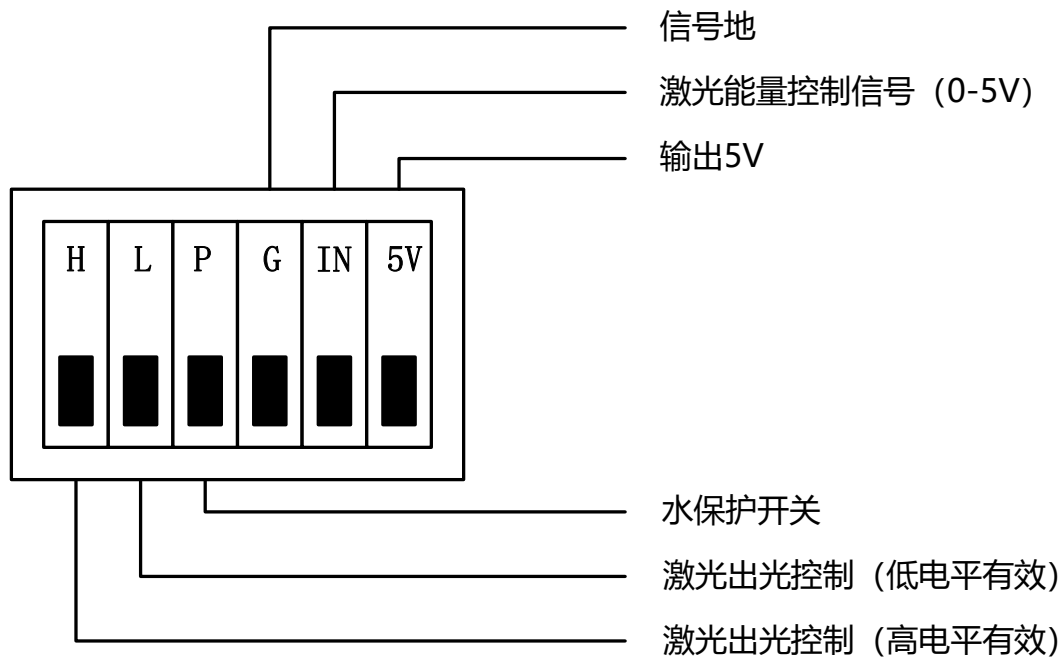 信号地
激光能量控制信号（0-5V）
输出5V
H L P G IN 5V
水保护开关
激光出光控制（低电平有效）
激光出光控制（高电平有效）